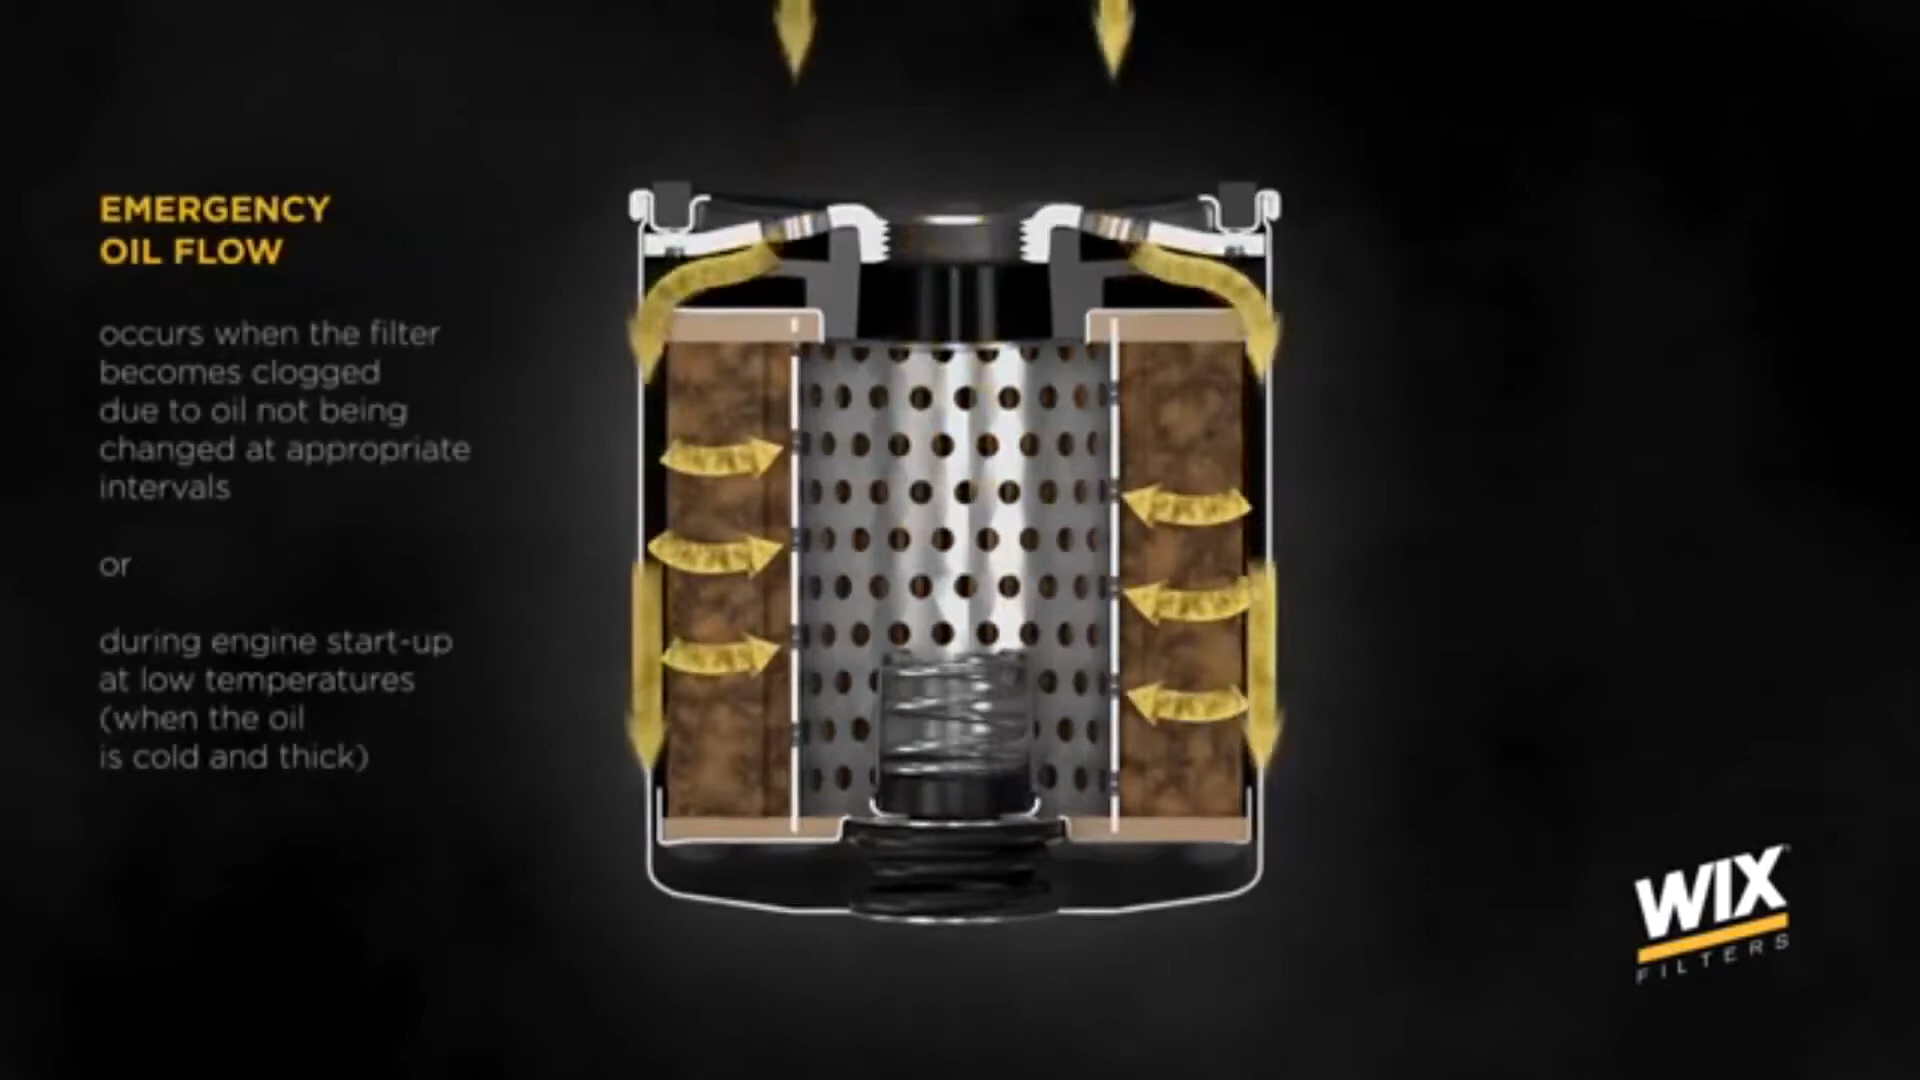 EMERGENCY
OIL FLOW
occurs when the filter
becomes clogged
due to oil not being
changed at appropriate
intervals
or
during engine start-up
at low temperatures
(when the oil
is cold and thick)
WIX
FILTERS